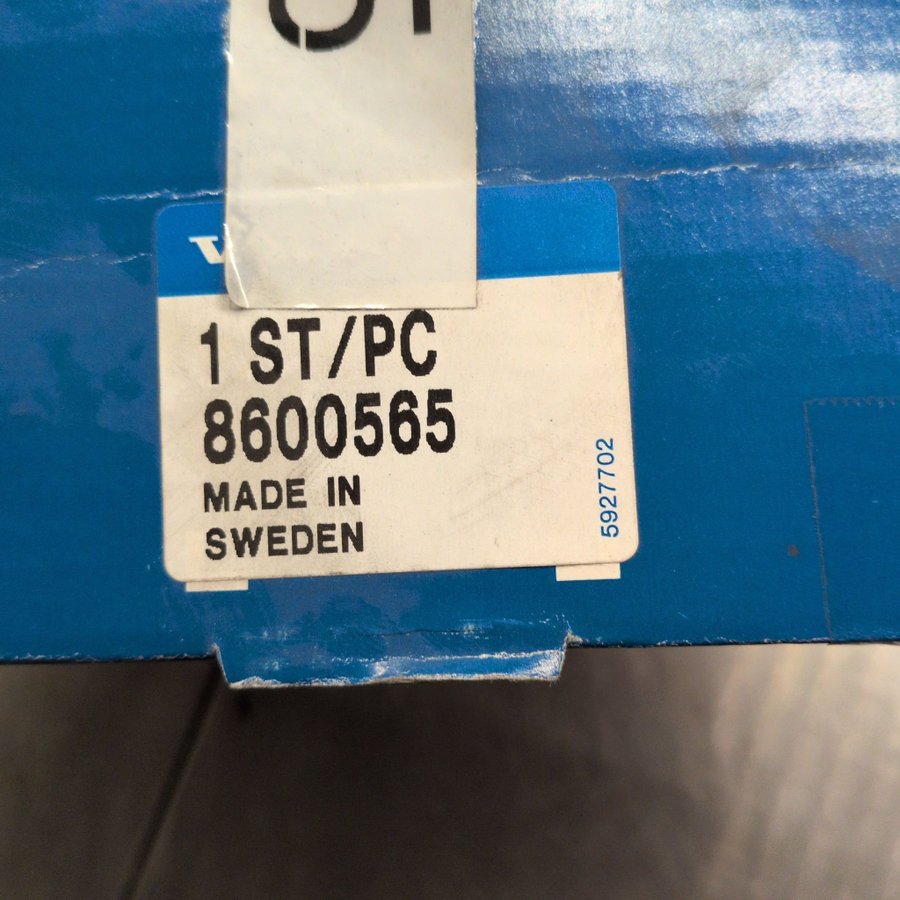 1 ST/PC
8600565
MADE IN
SWEDEN
5927702